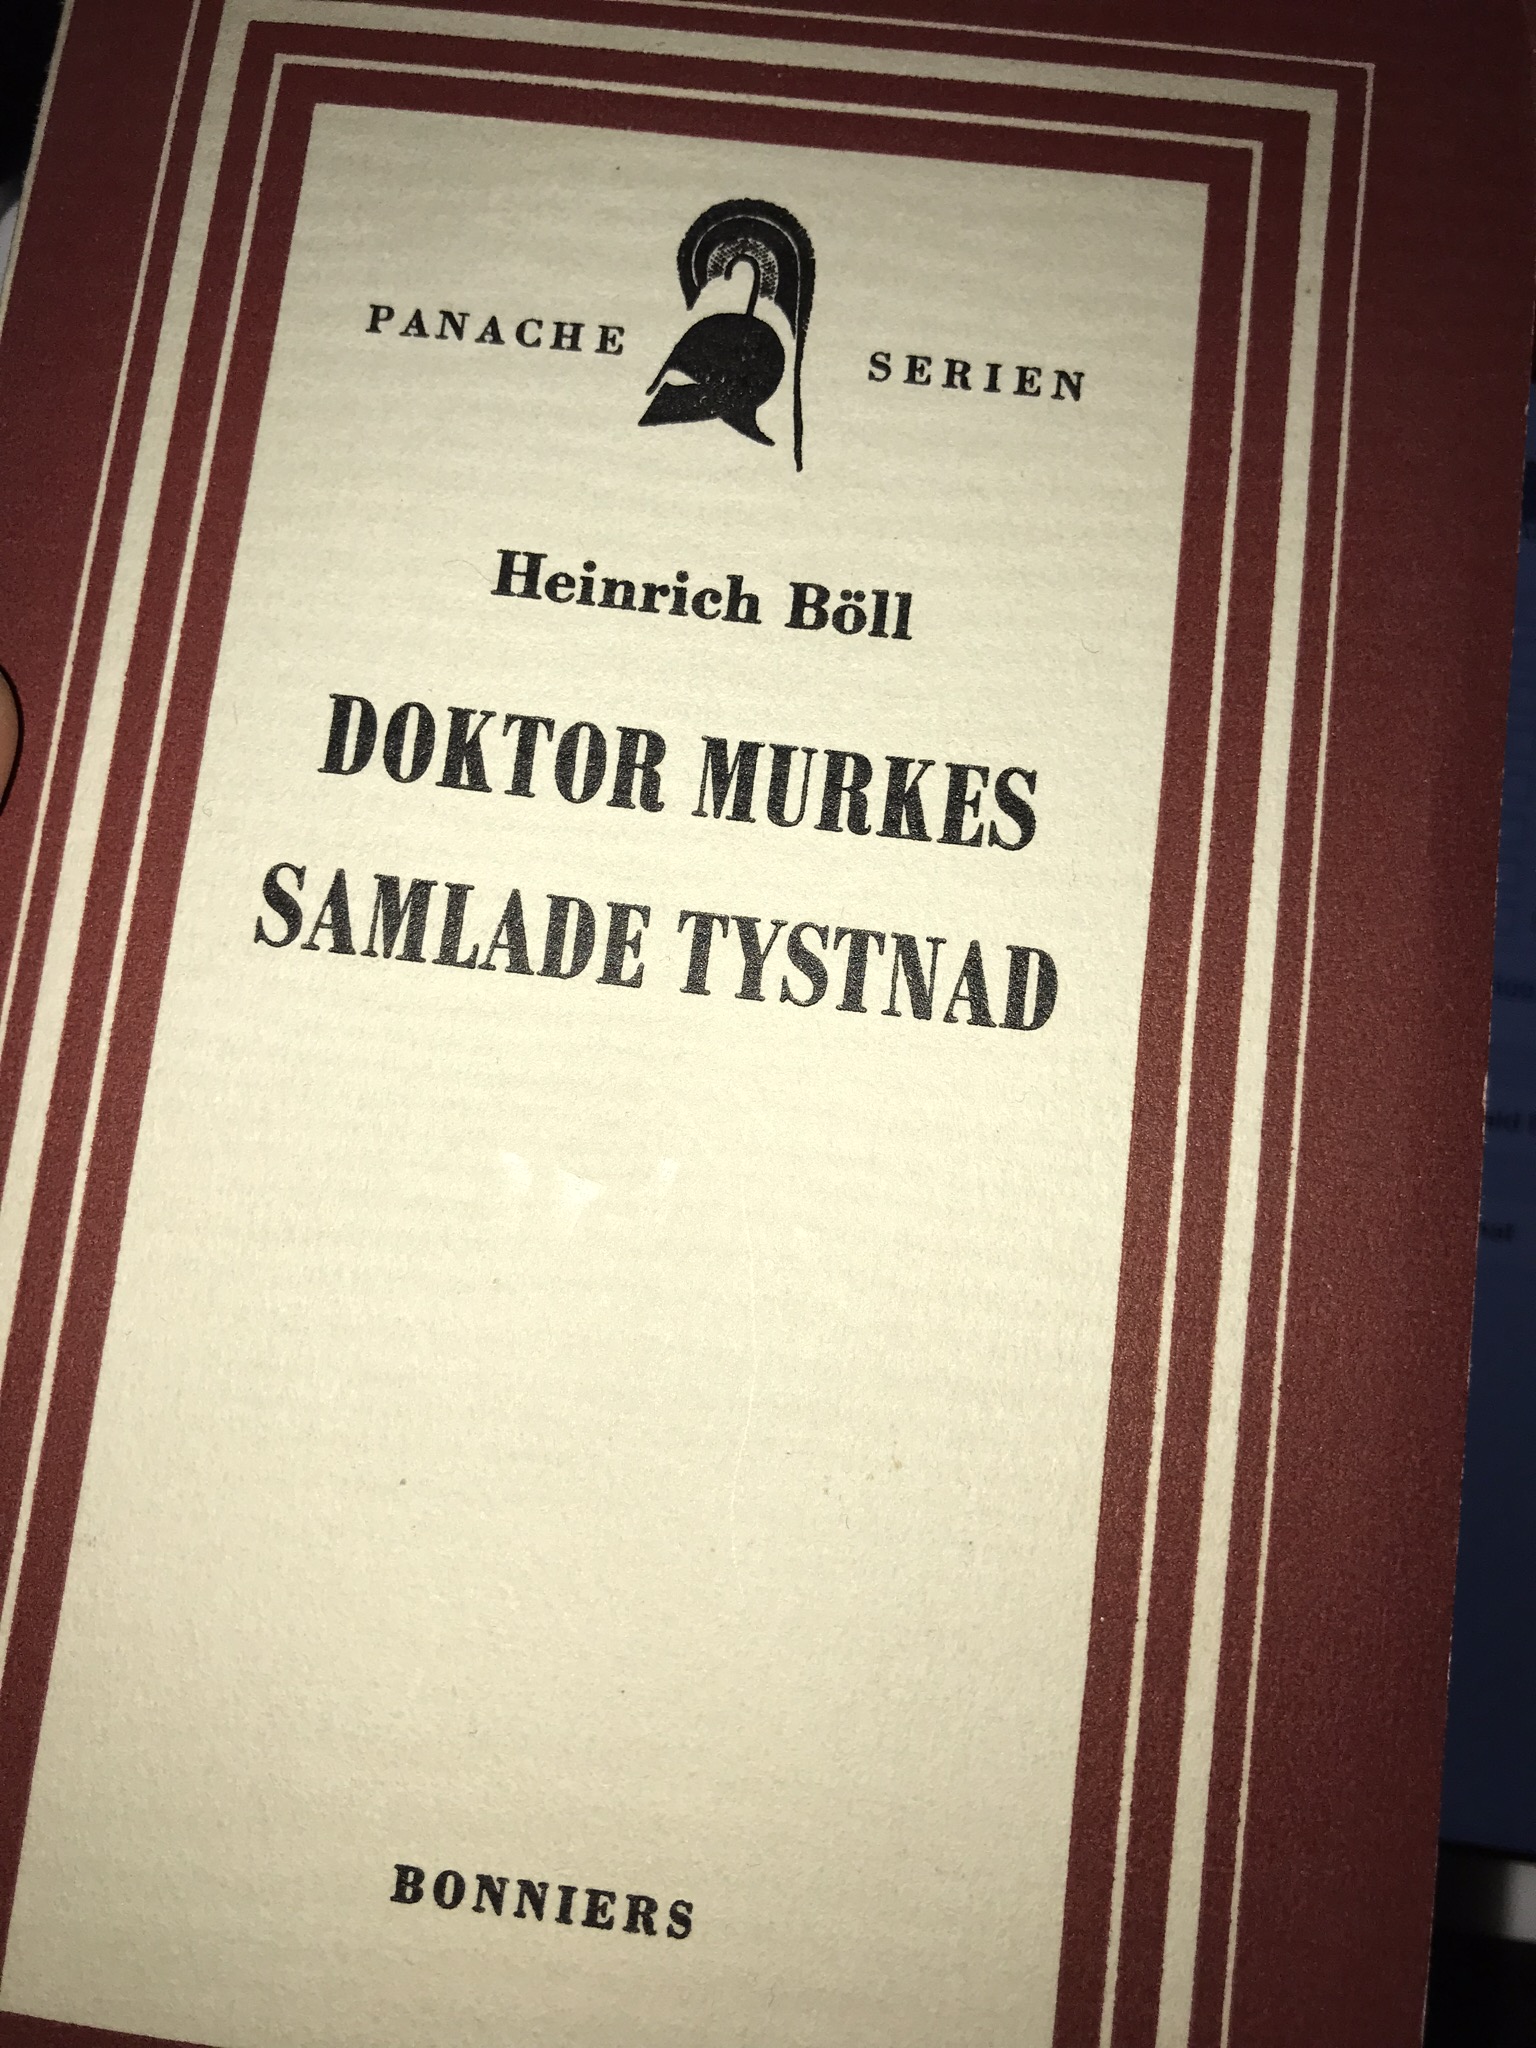 PANACHE SERIEN
Heinrich Böll
DOKTOR MURKES
SAMLADE TYSTNAD
BONNIERS